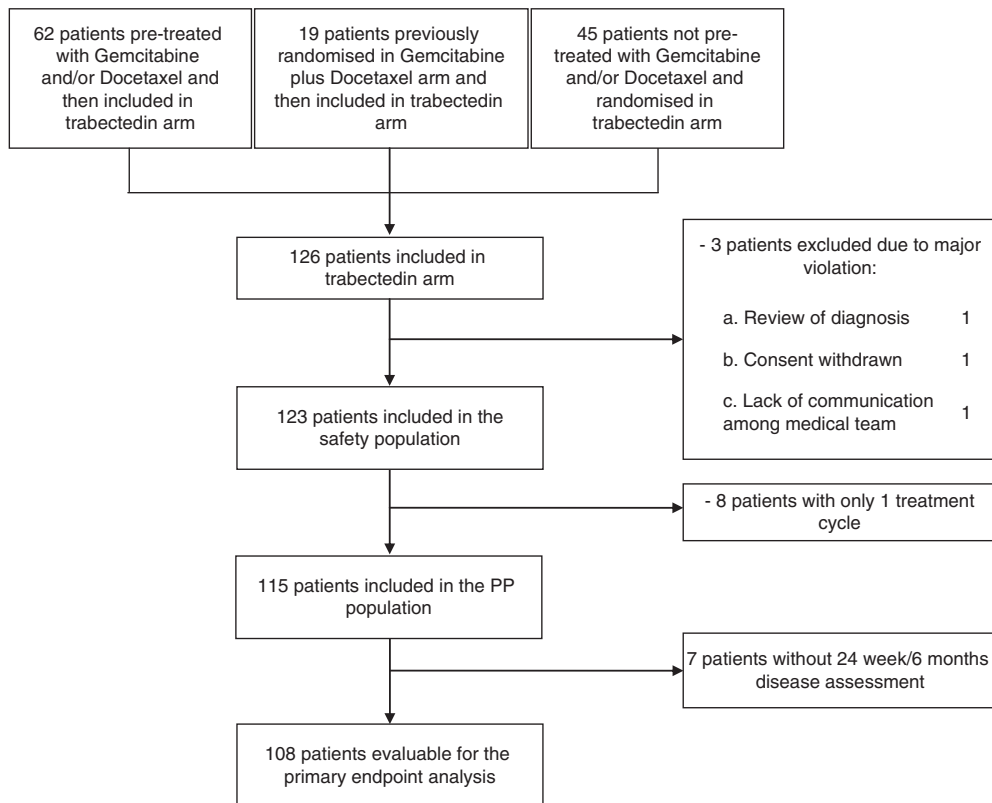 62 patients pre-treated
with Gemcitabine
and/or Docetaxel and
then included in
trabectedin arm
19 patients previously
randomised in Gemcitabine
plus Docetaxel arm and
then included in trabectedin
arm
45 patients not pre-
treated with Gemcitabine
and/or Docetaxel and
randomised in
trabectedin arm
126 patients included in
trabectedin arm
- 3 patients excluded due to major
violation:
a. Review of diagnosis 1
b. Consent withdrawn 1
c. Lack of communication
among medical team 1
123 patients included in the
safety population
- 8 patients with only 1 treatment
cycle
115 patients included in the PP
population
7 patients without 24 week/6 months
disease assessment
108 patients evaluable for the
primary endpoint analysis